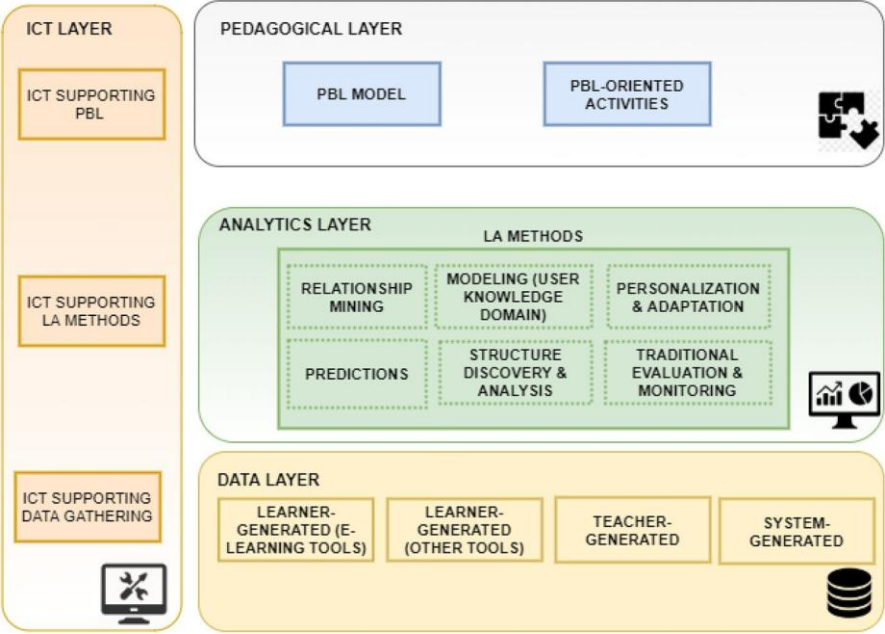 ICT LAYER
ICT SUPPORTING
PBL
ICT SUPPORTING
LA METHODS
ICT SUPPORTING
DATA GATHERING
PEDAGOGICAL LAYER
PBL MODEL
PBL-ORIENTED
ACTIVITIES
ANALYTICS LAYER
LA METHODS
RELATIONSHIP
MINING
MODELING (USER
KNOWLEDGE
DOMAIN)
PERSONALIZATION
& ADAPTATION
PREDICTIONS
STRUCTURE
DISCOVERY &
ANALYSIS
TRADITIONAL
EVALUATION &
MONITORING
DATA LAYER
LEARNER-
GENERATED (E-
LEARNING TOOLS)
LEARNER-
GENERATED
(OTHER TOOLS)
TEACHER-
GENERATED
SYSTEM-
GENERATED